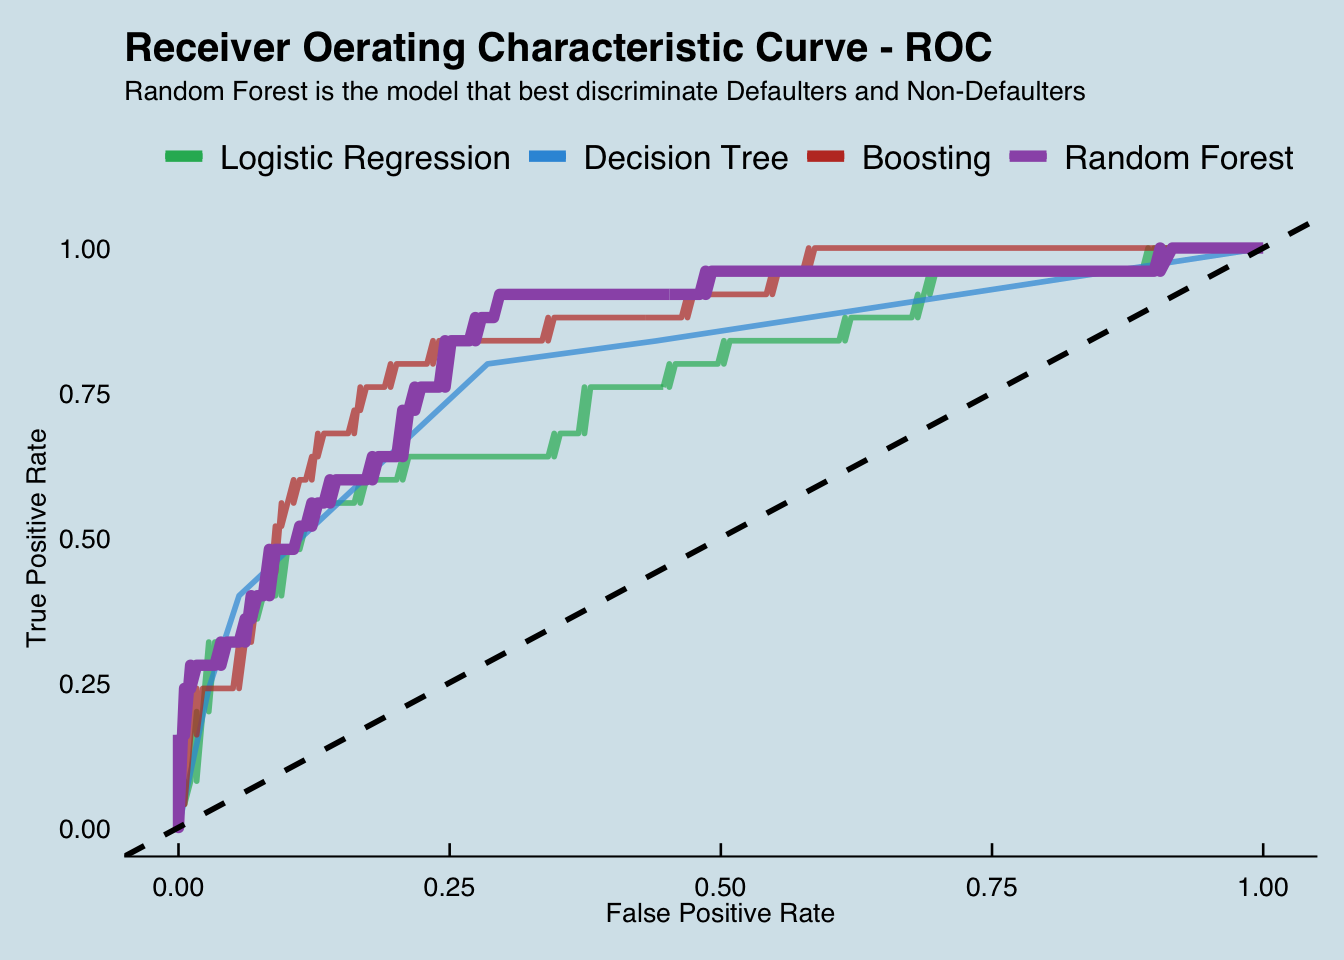 Receiver Oerating Characteristic Curve - ROC
Random Forest is the model that best discriminate Defaulters and Non-Defaulters
Logistic Regression Decision Tree Boosting Random Forest
1.00
0.75
0.50
0.25
0.00
True Positive Rate
0.00 0.25 0.50 0.75 1.00
False Positive Rate